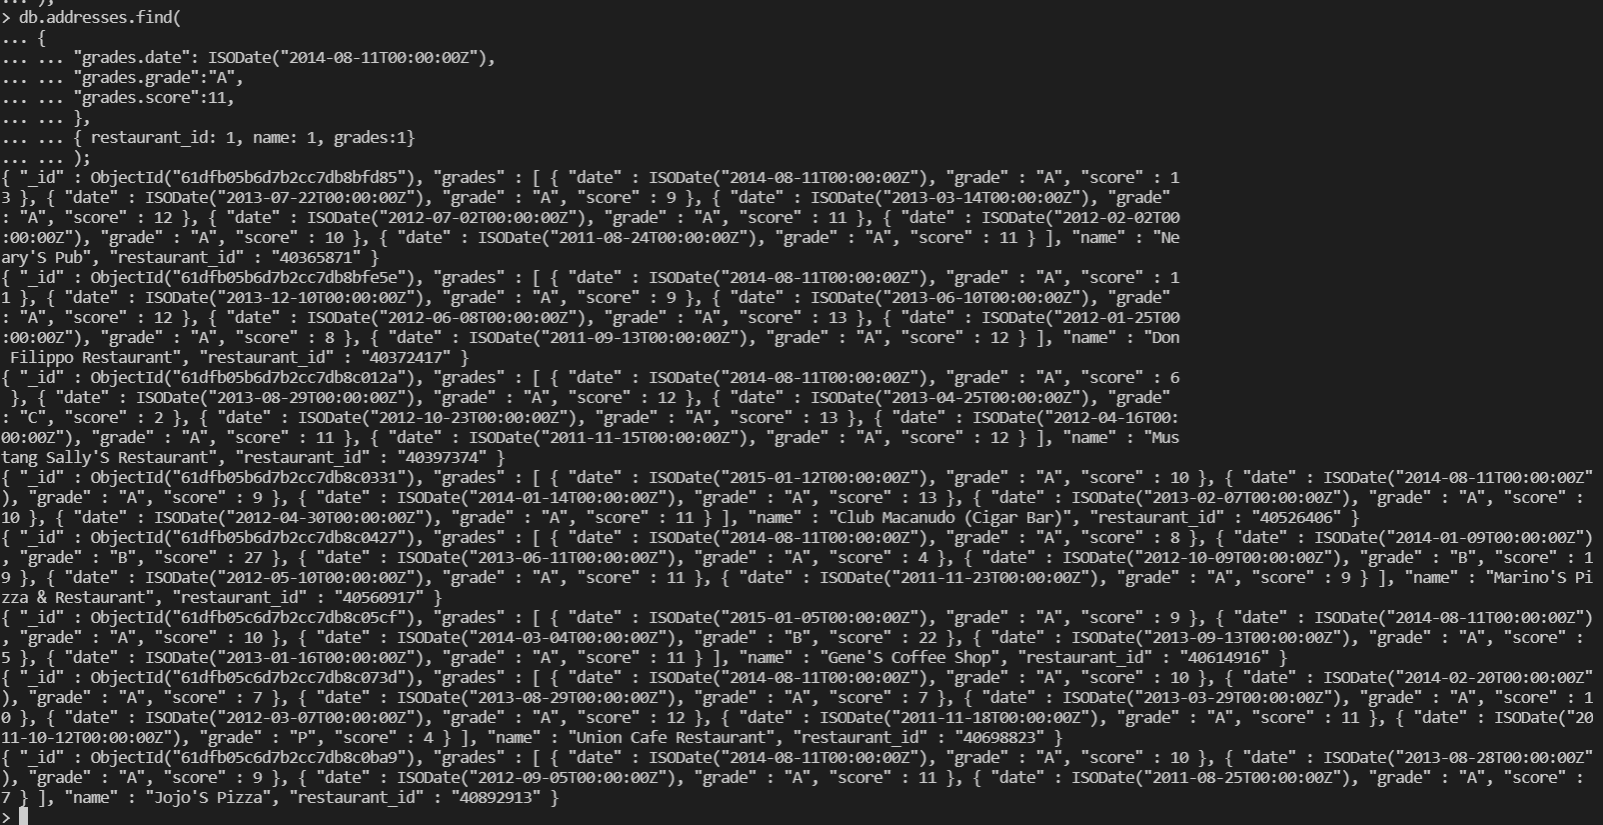 ... );
> db.addresses.find(
... {
... ... "grades.date": ISODate("2014-08-11T00:00:00Z"),
... ... "grades.grade":"A",
... ... "grades.score":11,
... ... },
... ... { restaurant_id: 1, name: 1, grades:1}
... ... );
{ "_id" : ObjectId("61dfb05b6d7b2cc7db8bfd85"), "grades" : [ { "date" : ISODate("2014-08-11T00:00:00Z"), "grade" : "A", "score" : 1
3 }, { "date" : ISODate("2013-07-22T00:00:00Z"), "grade" : "A", "score" : 9 }, { "date" : ISODate("2013-03-14T00:00:00Z"), "grade"
: "A", "score" : 12 }, { "date" : ISODate("2012-07-02T00:00:00Z"), "grade" : "A", "score" : 11 }, { "date" : ISODate("2012-02-02T00
:00:00Z"), "grade" : "A", "score" : 10 }, { "date" : ISODate("2011-08-24T00:00:00Z"), "grade" : "A", "score" : 11 } ], "name" : "Ne
ary'S Pub", "restaurant_id" : "40365871" }
{ "_id" : ObjectId("61dfb05b6d7b2cc7db8bfe5e"), "grades" : [ { "date" : ISODate("2014-08-11T00:00:00Z"), "grade" : "A", "score" : 1
1 }, { "date" : ISODate("2013-12-10T00:00:00Z"), "grade" : "A", "score" : 9 }, { "date" : ISODate("2013-06-10T00:00:00Z"), "grade"
: "A", "score" : 12 }, { "date" : ISODate("2012-06-08T00:00:00Z"), "grade" : "A", "score" : 13 }, { "date" : ISODate("2012-01-25T00
:00:00Z"), "grade" : "A", "score" : 8 }, { "date" : ISODate("2011-09-13T00:00:00Z"), "grade" : "A", "score" : 12 } ], "name" : "Don
 Filippo Restaurant", "restaurant_id" : "40372417" }
{ "_id" : ObjectId("61dfb05b6d7b2cc7db8c012a"), "grades" : [ { "date" : ISODate("2014-08-11T00:00:00Z"), "grade" : "A", "score" : 6
 }, { "date" : ISODate("2013-08-29T00:00:00Z"), "grade" : "A", "score" : 12 }, { "date" : ISODate("2013-04-25T00:00:00Z"), "grade"
: "C", "score" : 2 }, { "date" : ISODate("2012-10-23T00:00:00Z"), "grade" : "A", "score" : 13 }, { "date" : ISODate("2012-04-16T00:
00:00Z"), "grade" : "A", "score" : 11 }, { "date" : ISODate("2011-11-15T00:00:00Z"), "grade" : "A", "score" : 12 } ], "name" : "Mus
tang Sally'S Restaurant", "restaurant_id" : "40397374" }
{ "_id" : ObjectId("61dfb05b6d7b2cc7db8c0331"), "grades" : [ { "date" : ISODate("2015-01-12T00:00:00Z"), "grade" : "A", "score" : 10 }, { "date" : ISODate("2014-08-11T00:00:00Z"
), "grade" : "A", "score" : 9 }, { "date" : ISODate("2014-01-14T00:00:00Z"), "grade" : "A", "score" : 13 }, { "date" : ISODate("2013-02-07T00:00:00Z"), "grade" : "A", "score" :
10 }, { "date" : ISODate("2012-04-30T00:00:00Z"), "grade" : "A", "score" : 11 } ], "name" : "Club Macanudo (Cigar Bar)", "restaurant_id" : "40526406" }
{ "_id" : ObjectId("61dfb05b6d7b2cc7db8c0427"), "grades" : [ { "date" : ISODate("2014-08-11T00:00:00Z"), "grade" : "A", "score" : 8 }, { "date" : ISODate("2014-01-09T00:00:00Z")
, "grade" : "B", "score" : 27 }, { "date" : ISODate("2013-06-11T00:00:00Z"), "grade" : "A", "score" : 4 }, { "date" : ISODate("2012-10-09T00:00:00Z"), "grade" : "B", "score" : 1
9 }, { "date" : ISODate("2012-05-10T00:00:00Z"), "grade" : "A", "score" : 11 }, { "date" : ISODate("2011-11-23T00:00:00Z"), "grade" : "A", "score" : 9 } ], "name" : "Marino'S Pi
zza & Restaurant", "restaurant_id" : "40560917" }
{ "_id" : ObjectId("61dfb05c6d7b2cc7db8c05cf"), "grades" : [ { "date" : ISODate("2015-01-05T00:00:00Z"), "grade" : "A", "score" : 9 }, { "date" : ISODate("2014-08-11T00:00:00Z")
, "grade" : "A", "score" : 10 }, { "date" : ISODate("2014-03-04T00:00:00Z"), "grade" : "B", "score" : 22 }, { "date" : ISODate("2013-09-13T00:00:00Z"), "grade" : "A", "score" :
5 }, { "date" : ISODate("2013-01-16T00:00:00Z"), "grade" : "A", "score" : 11 } ], "name" : "Gene'S Coffee Shop", "restaurant_id" : "40614916" }
{ "_id" : ObjectId("61dfb05c6d7b2cc7db8c073d"), "grades" : [ { "date" : ISODate("2014-08-11T00:00:00Z"), "grade" : "A", "score" : 10 }, { "date" : ISODate("2014-02-20T00:00:00Z"
), "grade" : "A", "score" : 7 }, { "date" : ISODate("2013-08-29T00:00:00Z"), "grade" : "A", "score" : 7 }, { "date" : ISODate("2013-03-29T00:00:00Z"), "grade" : "A", "score" : 1
0 }, { "date" : ISODate("2012-03-07T00:00:00Z"), "grade" : "A", "score" : 12 }, { "date" : ISODate("2011-11-18T00:00:00Z"), "grade" : "A", "score" : 11 }, { "date" : ISODate("20
11-10-12T00:00:00Z"), "grade" : "P", "score" : 4 } ], "name" : "Union Cafe Restaurant", "restaurant_id" : "40698823" }
{ "_id" : ObjectId("61dfb05c6d7b2cc7db8c0ba9"), "grades" : [ { "date" : ISODate("2014-08-11T00:00:00Z"), "grade" : "A", "score" : 10 }, { "date" : ISODate("2013-08-28T00:00:00Z"
), "grade" : "A", "score" : 9 }, { "date" : ISODate("2012-09-05T00:00:00Z"), "grade" : "A", "score" : 11 }, { "date" : ISODate("2011-08-25T00:00:00Z"), "grade" : "A", "score" :
7 } ], "name" : "Jojo'S Pizza", "restaurant_id" : "40892913" }
>